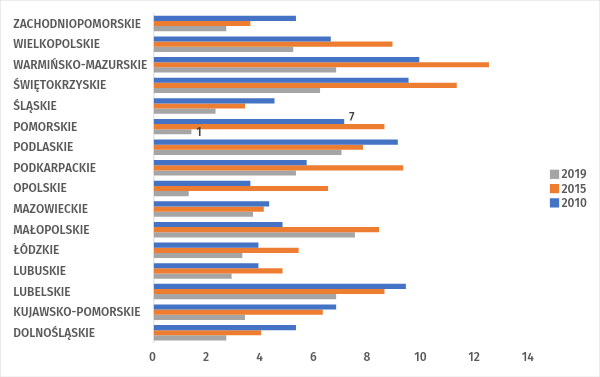 ZACHODNIOPOMORSKIE
WIELKOPOLSKIE
WARMIŃSKO-MAZURSKIE
ŚWIĘTOKRZYSKIE
ŚLĄSKIE
7
POMORSKIE
1
PODLASKIE
PODKARPACKIE
2019
OPOLSKIE
2015
2010
MAZOWIECKIE
MAŁOPOLSKIE
ŁÓDZKIE
LUBUSKIE
LUBELSKIE
KUJAWSKO-POMORSKIE
DOLNOŚLĄSKIE
0 2 4 6 8 10 12 14